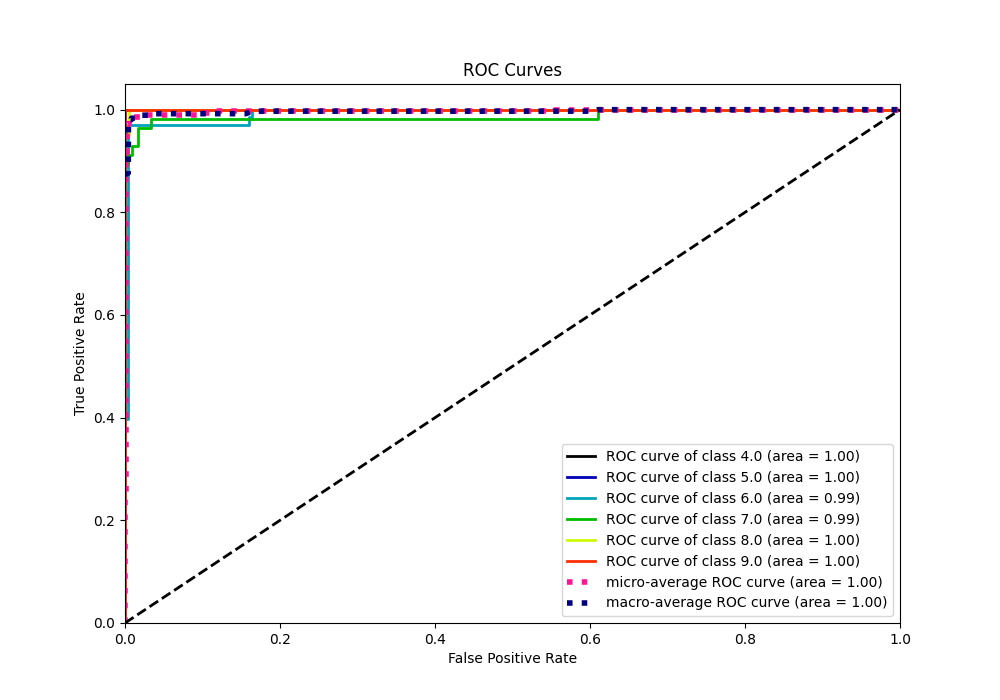 ROC Curves
1.0
0.8
0.6
0.4
0.2
0.0
True Positive Rate
ROC curve of class 4.0 (area = 1.00)
ROC curve of class 5.0 (area = 1.00)
ROC curve of class 6.0 (area = 0.99)
ROC curve of class 7.0 (area = 0.99)
ROC curve of class 8.0 (area = 1.00)
ROC curve of class 9.0 (area = 1.00)
micro-average ROC curve (area = 1.00)
macro-average ROC curve (area = 1.00)
0.0 0.2 0.4 0.6 0.8 1.0
False Positive Rate